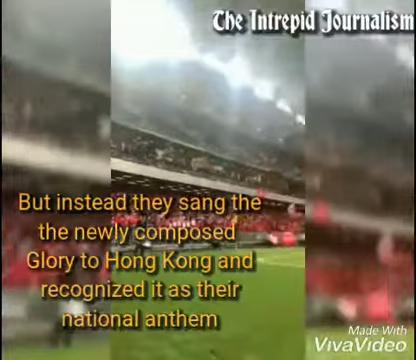 The Intrepid Journalism
But instead they sang the
the newly composed
Glory to Hong Kong and
recognized it as their
national anthem
Made With
VivaVideo